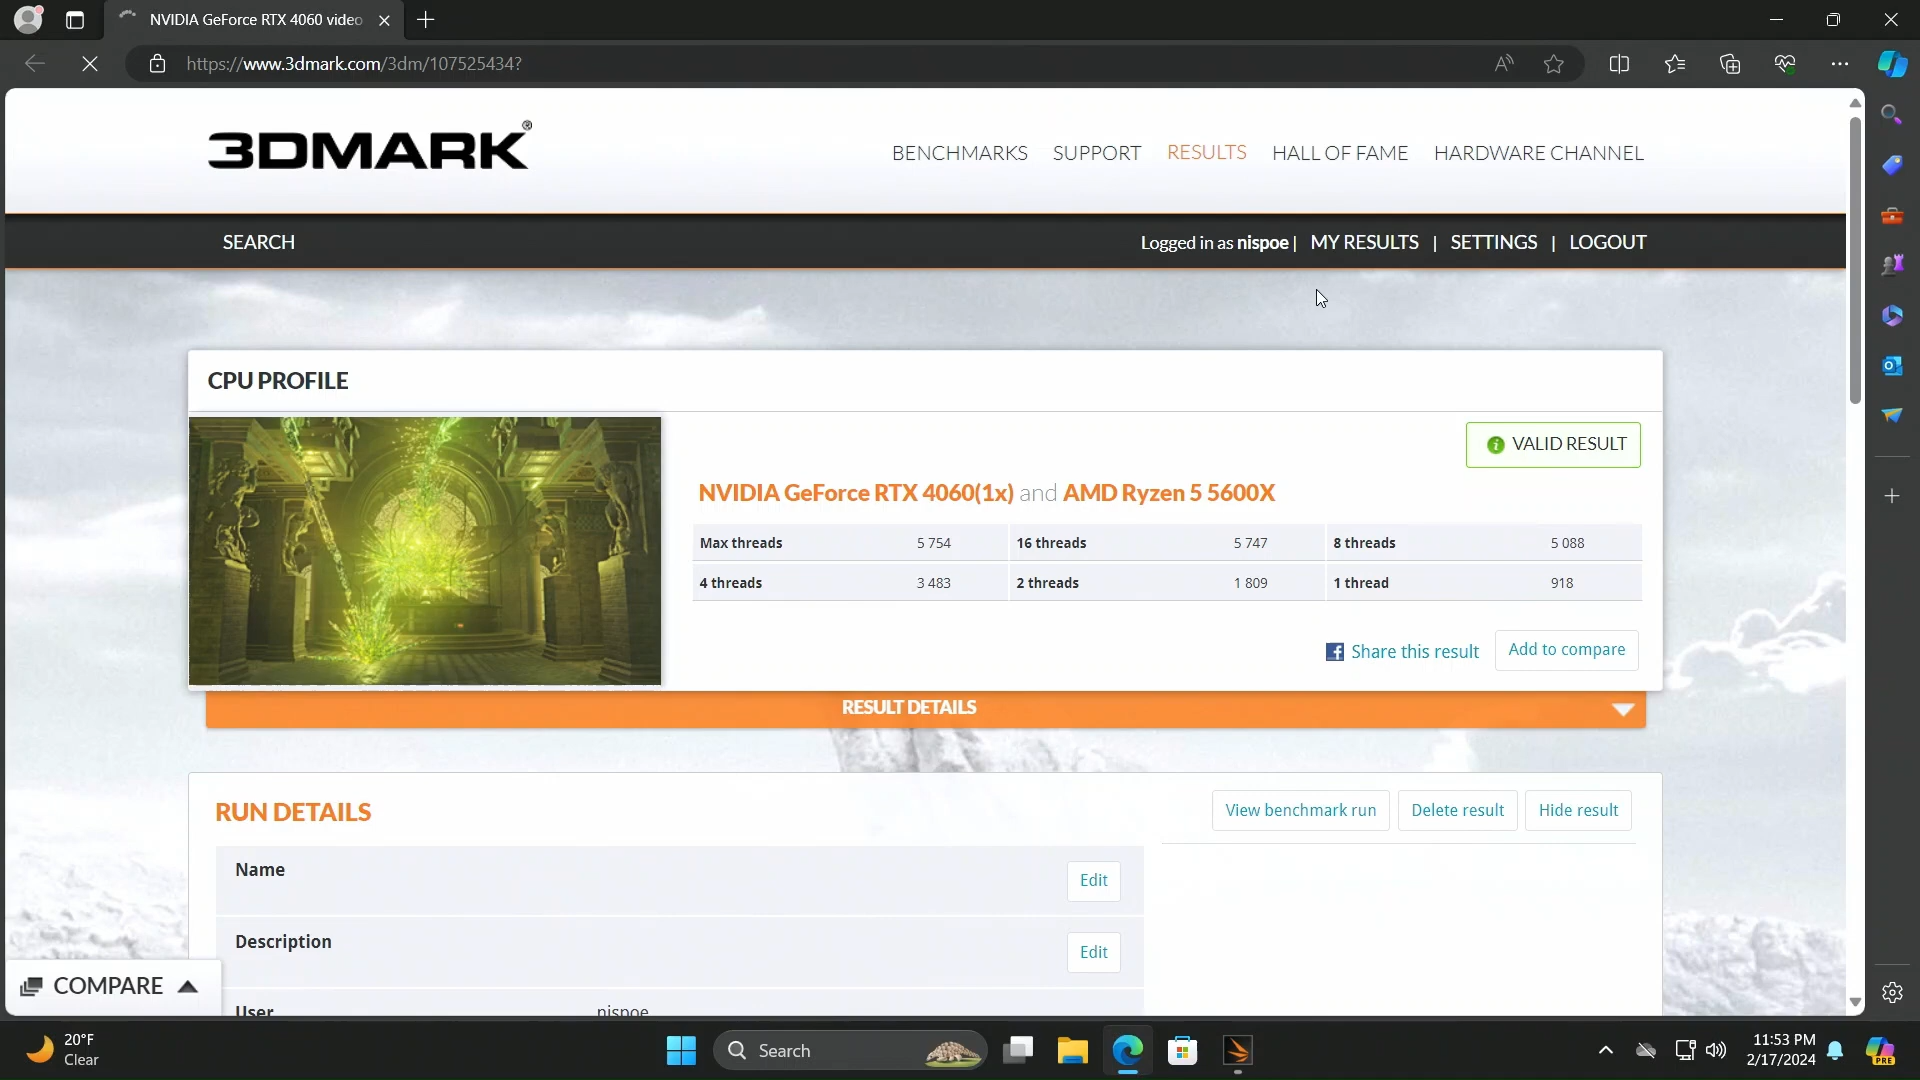 NVIDIA GeForce RTX 4060 video
https://www.3dmark.com/3dm/107525434?
3DMARK®
BENCHMARKS SUPPORT RESULTS HALL OF FAME HARDWARE CHANNEL
SEARCH
Logged in as nispoe | MY RESULTS | SETTINGS | LOGOUT
CPU PROFILE
VALID RESULT
NVIDIA GeForce RTX 4060(1x) and AMD Ryzen 5 5600X
Max threads 5 754 16 threads 5 747 8 threads 5 088
4 threads 3 483 2 threads 1 809 1 thread 918
Share this result Add to compare
RESULT DETAILS
RUN DETAILS
View benchmark run Delete result Hide result
Name Edit
Description Edit
COMPARE
User nispoe
20°F
Clear
Search
11:53 PM
2/17/2024
PRE